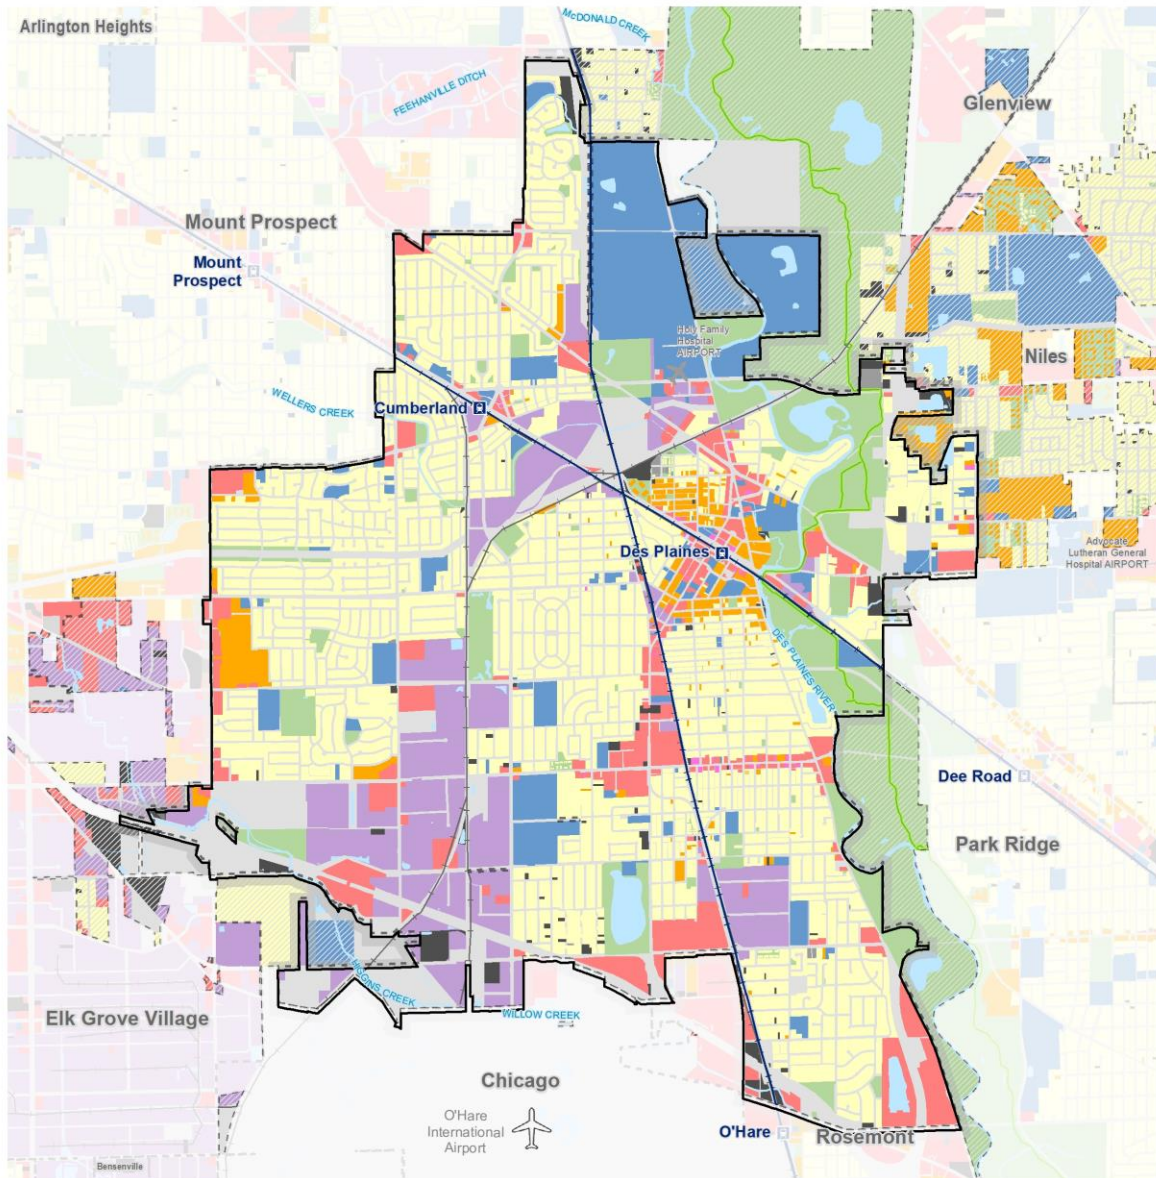 Arlington Heights
McDONALD CREEK
FEEHANVILLE DITCH
Glenview
Mount Prospect
Mount
Prospect
Holy Family
Hospital
AIRPORT
Niles
WELLERS CREEK
Cumberland
Des Plaines
Advocate
Lutheran General
Hospital AIRPORT
DES PLAINES RIVER
Dee Road
Park Ridge
HIGGINS CREEK
Elk Grove Village
WILLOW CREEK
Chicago
O'Hare
International
Airport
O'Hare
Rosemont
Bensenville